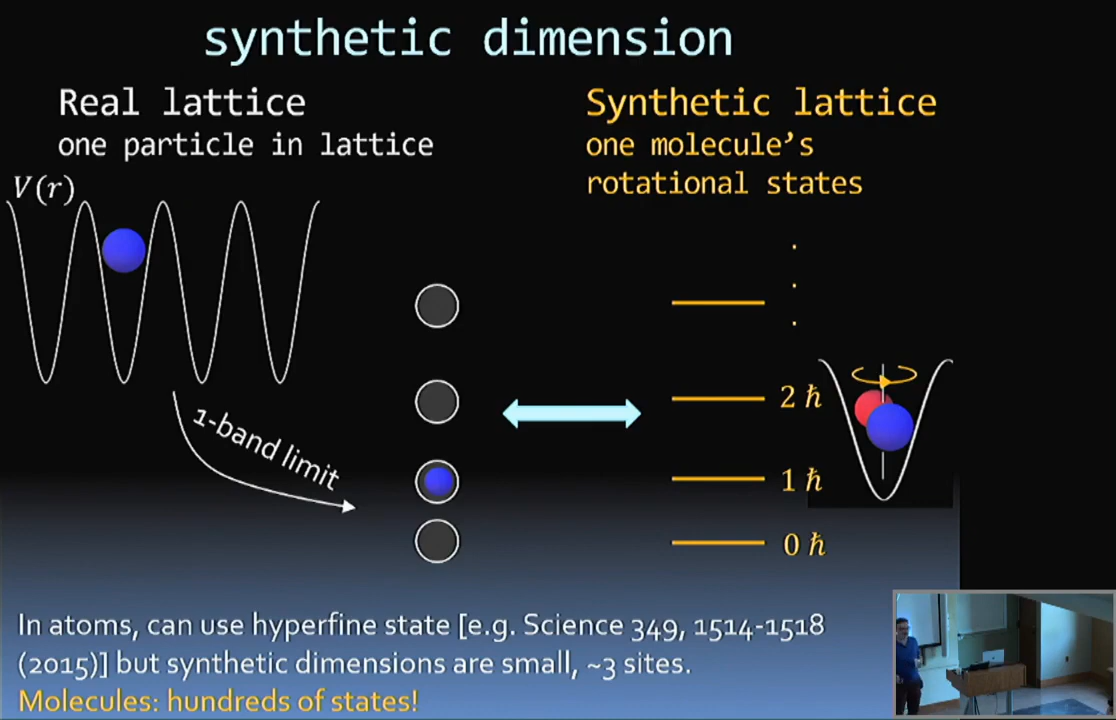 synthetic dimension
Real lattice
one particle in lattice
V(r)
1-band limit
Synthetic lattice
one molecule's
rotational states
2 ħ
1 ħ
0 ħ
In atoms, can use hyperfine state [e.g. Science 349, 1514-1518
(2015)] but synthetic dimensions are small, ~3 sites.
Molecules: hundreds of states!